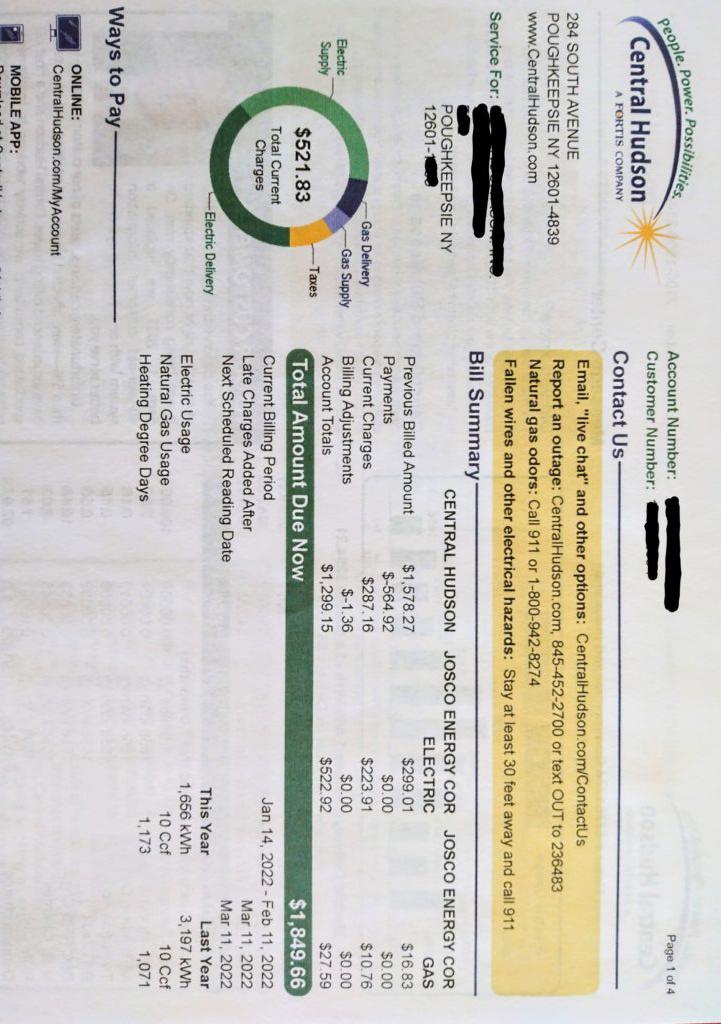 People. Power. Possibilities.
Central Hudson
A FORTIS COMPANY
284 SOUTH AVENUE
POUGHKEEPSIE NY 12601-4839
www.CentralHudson.com
Service For:
POUGHKEEPSIE NY
12601-1
Account Number:
Customer Number:
Page 1 of 4
Contact Us
Email, "live chat" and other options: CentralHudson.com/ContactUs
Report an outage: CentralHudson.com, 845-452-2700 or text OUT to 236483
Natural gas odors: Call 911 or 1-800-942-8274
Fallen wires and other electrical hazards: Stay at least 30 feet away and call 911
Bill Summary
CENTRAL HUDSON JOSCO ENERGY COR ELECTRIC JOSCO ENERGY COR GAS
Previous Billed Amount $1,578.27 $299.01 $16.83
Payments $-564.92 $0.00 $0.00
Current Charges $287.16 $223.91 $10.76
Billing Adjustments $-1.36 $0.00 $0.00
Account Totals $1,299.15 $522.92 $27.59
Total Amount Due Now $1,849.66
Current Billing Period Jan 14, 2022 - Feb 11, 2022
Late Charges Added After Mar 11, 2022
Next Scheduled Reading Date Mar 11, 2022
This Year Last Year
Electric Usage 1,656 kWh 3,197 kWh
Natural Gas Usage 10 Ccf 10 Ccf
Heating Degree Days 1,173 1,071
Electric Supply
Gas Delivery
Gas Supply
Taxes
Electric Delivery
$521.83
Total Current
Charges
Ways to Pay
ONLINE:
CentralHudson.com/MyAccount
MOBILE APP: